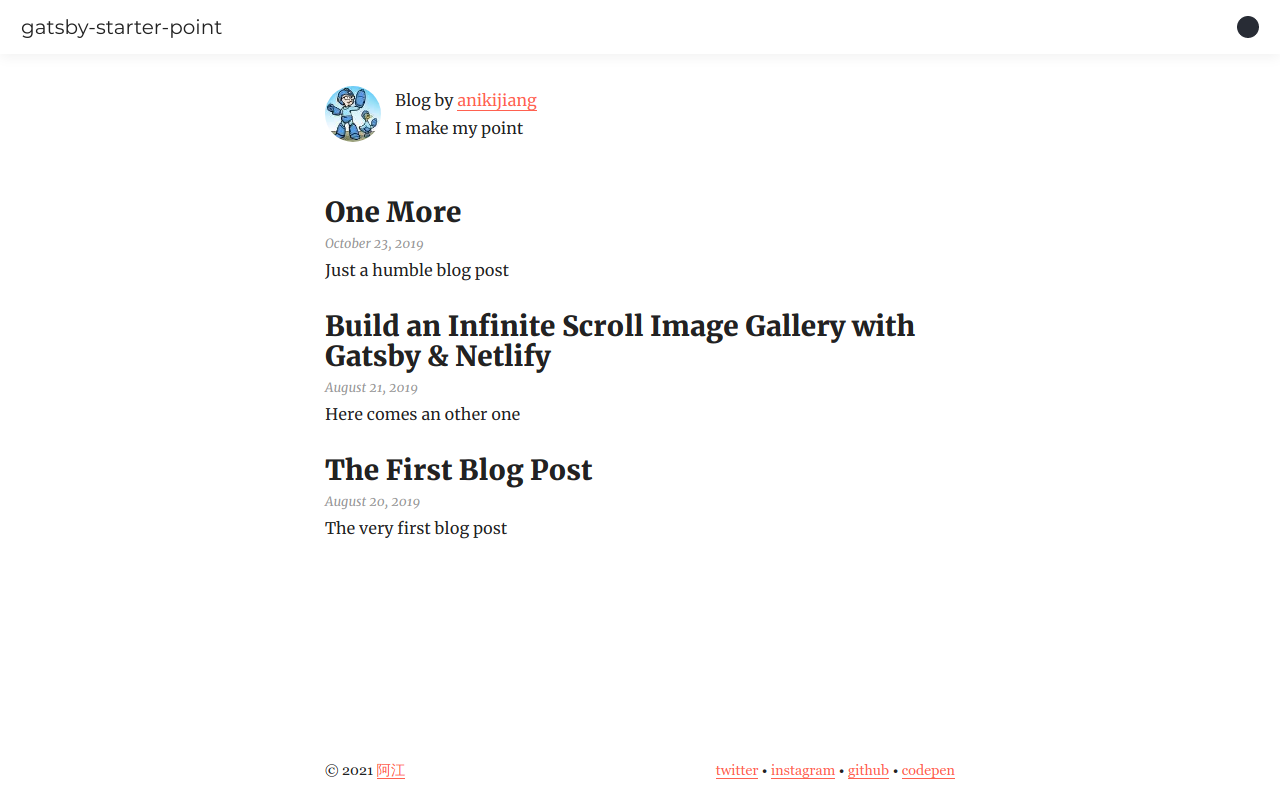 gatsby-starter-point
Blog by anikijiang
I make my point
One More
October 23, 2019
Just a humble blog post
Build an Infinite Scroll Image Gallery with
Gatsby & Netlify
August 21, 2019
Here comes an other one
The First Blog Post
August 20, 2019
The very first blog post
© 2021 阿江
twitter • instagram • github • codepen